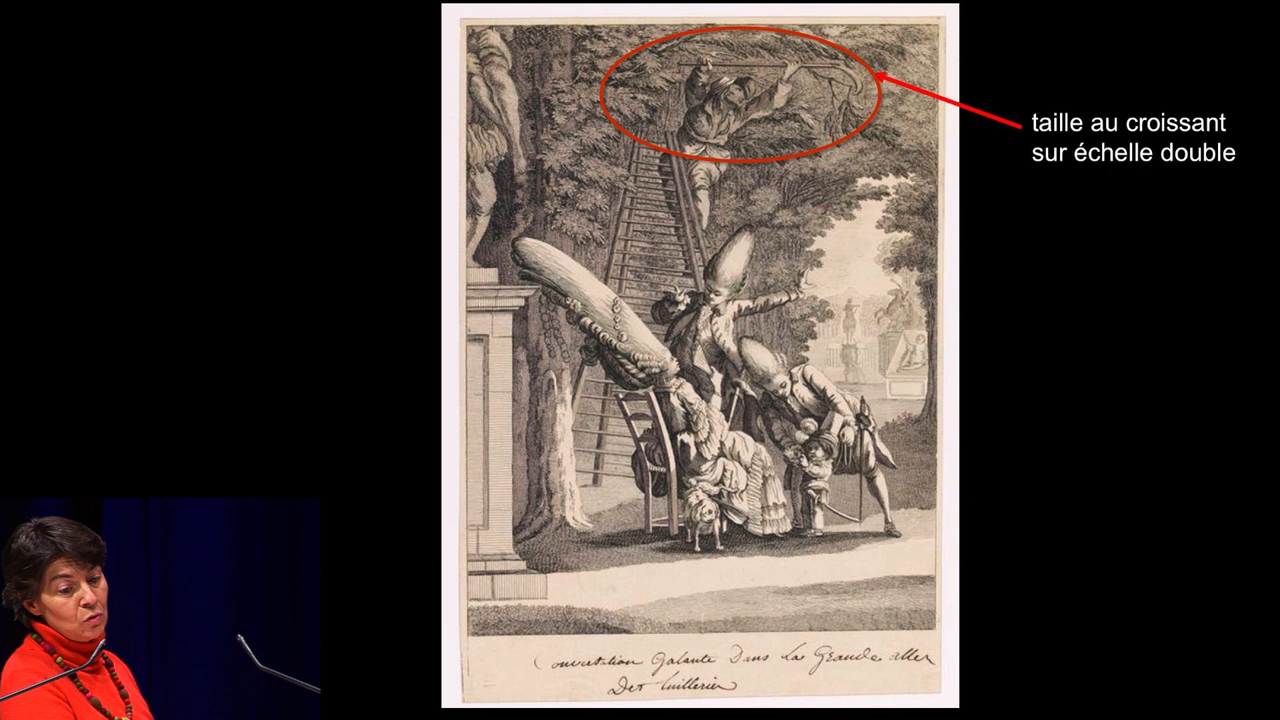 taille au croissant
sur échelle double
Conversation Galante Dans La Grande allee
Des tuilleries